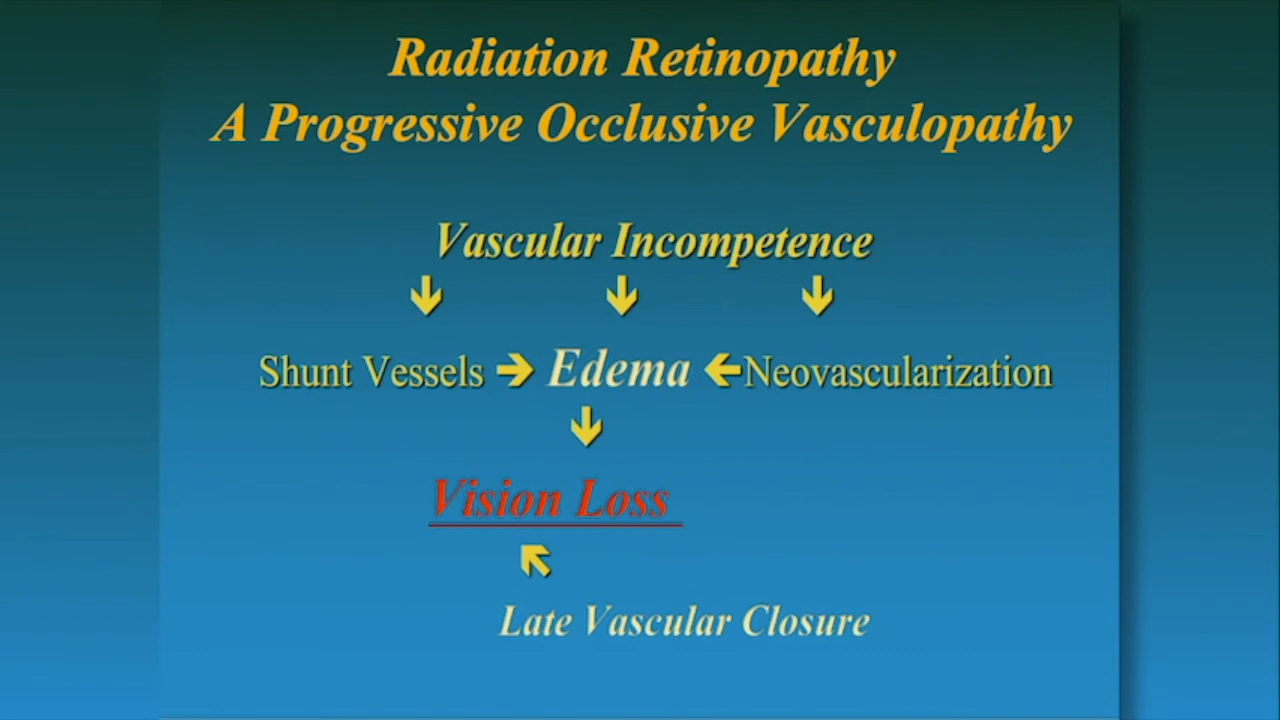 Radiation Retinopathy
A Progressive Occlusive Vasculopathy
Vascular Incompetence
Shunt Vessels Edema Neovascularization
Vision Loss
Late Vascular Closure